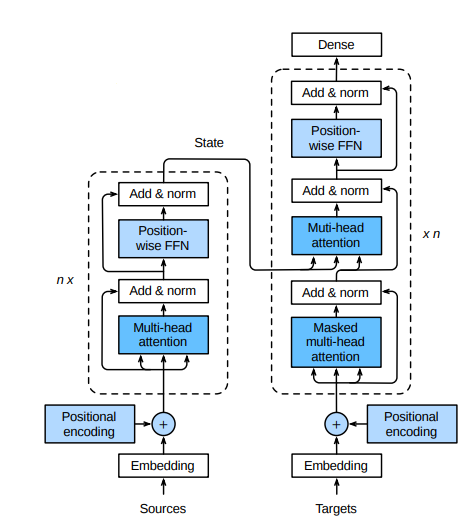 Dense
Add & norm
Position-
wise FFN
Add & norm
Muti-head
attention
Add & norm
Masked
multi-head
attention
x n
State
Add & norm
Position-
wise FFN
Add & norm
Multi-head
attention
n x
Positional
encoding
+
Embedding
Sources
+
Positional
encoding
Embedding
Targets